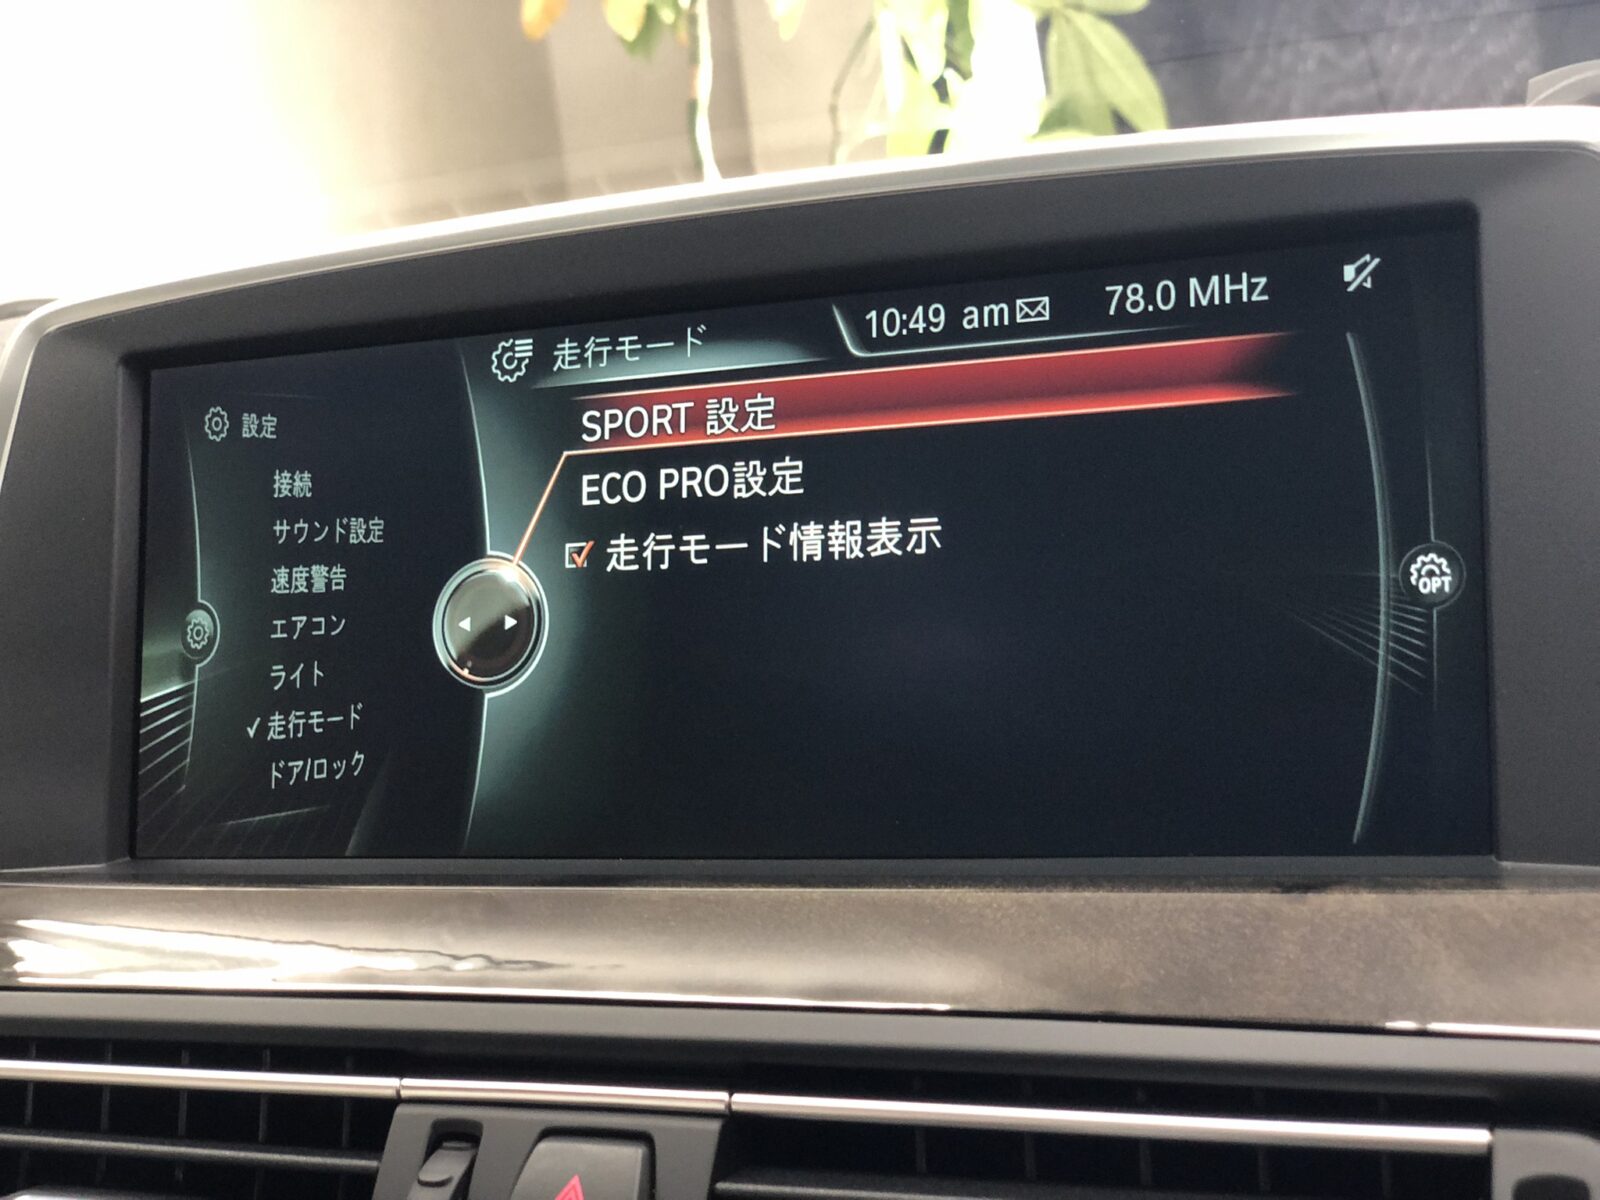 10:49 am
78.0 MHz
走行モード
SPORT 設定
ECO PRO設定
走行モード情報表示
設定
接続
サウンド設定
速度警告
エアコン
ライト
✓走行モード
ドア/ロック
OPT